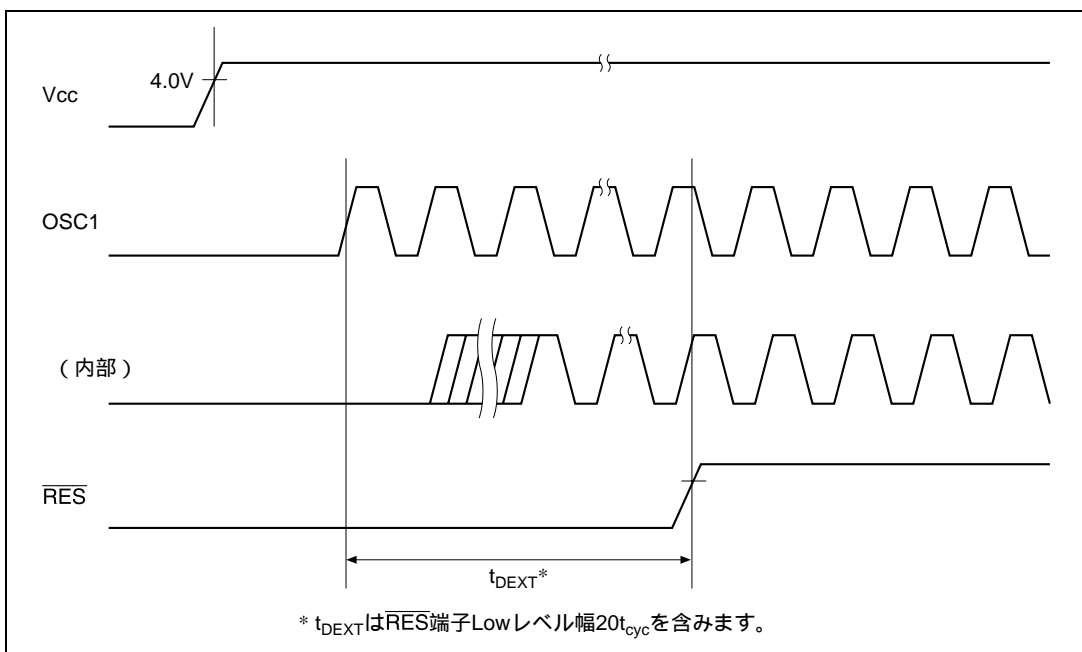 4.0V
Vcc
OSC1
（内部）
RES
tDEXT*
* tDEXTはRES端子Lowレベル幅20tcycを含みます。